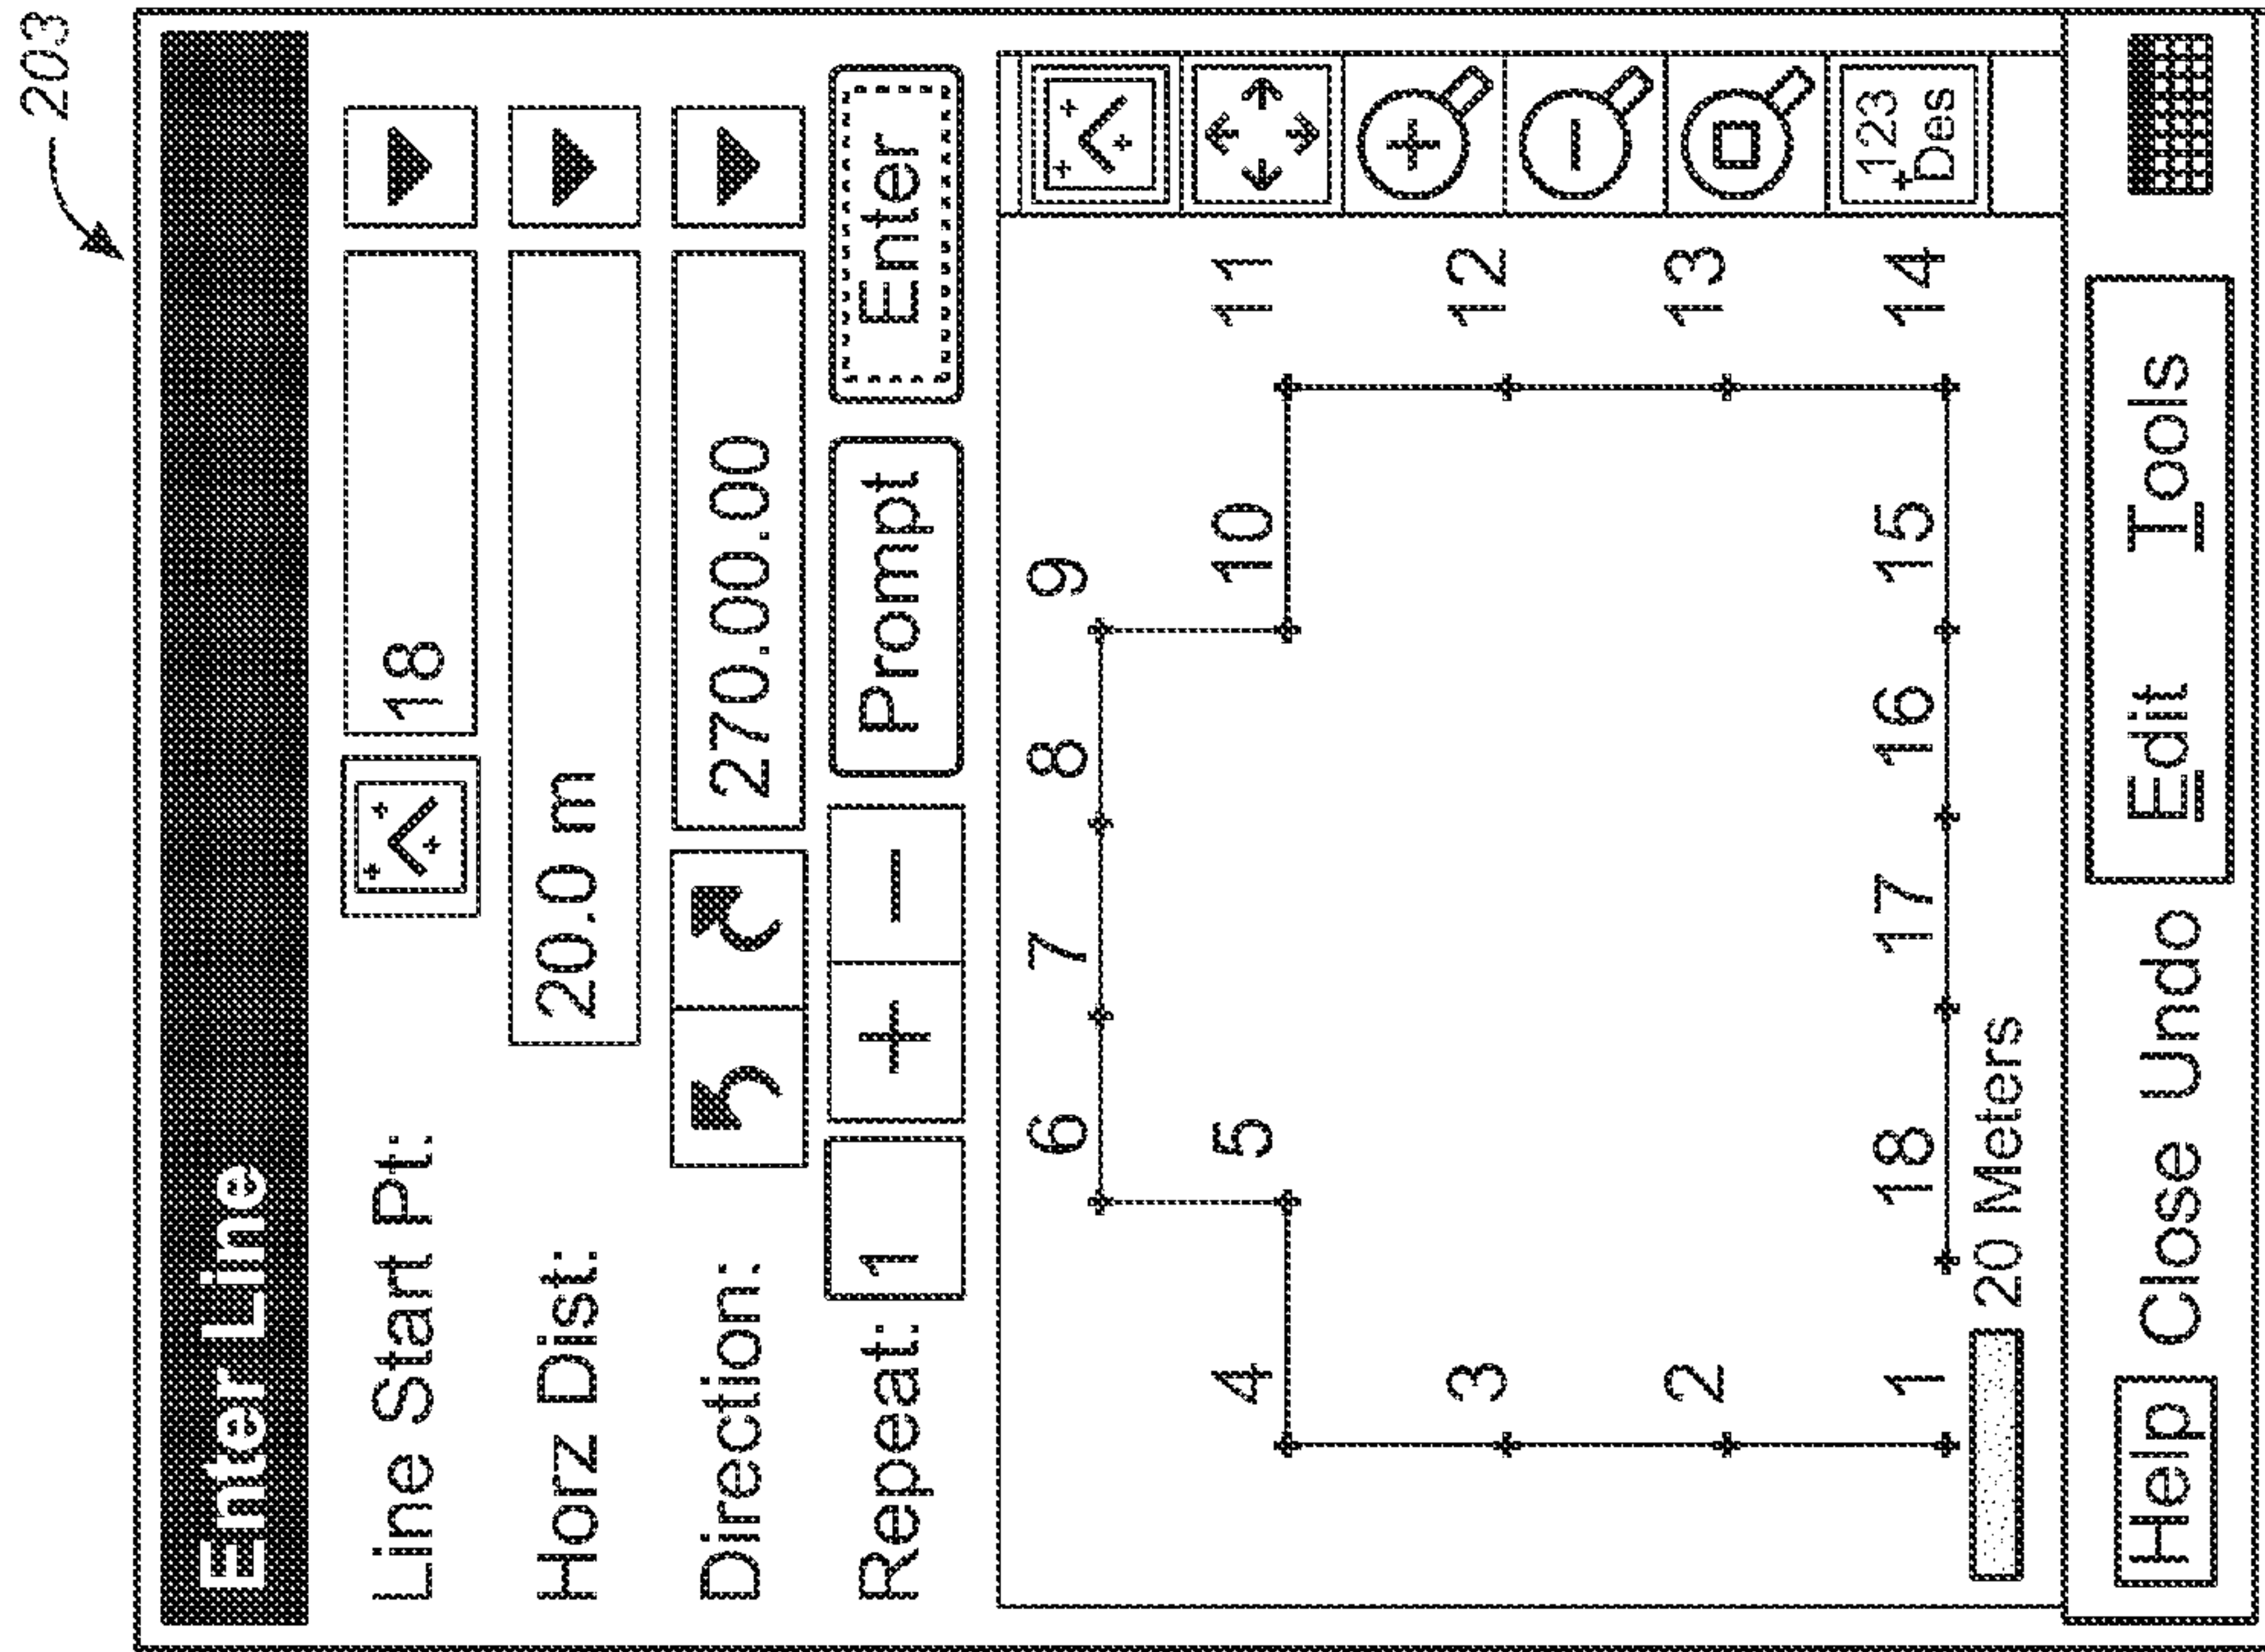 203
Enter Line
Line Start Pt: 18
Horz Dist: 20.0 m
Direction: 270.00.00
Repeat: 1 + − Prompt Enter
6 7 8 9
4 5 10 11
3 12
2 13
1 18 17 16 15 14
123
Des
20 Meters
Help Close Undo Edit Tools